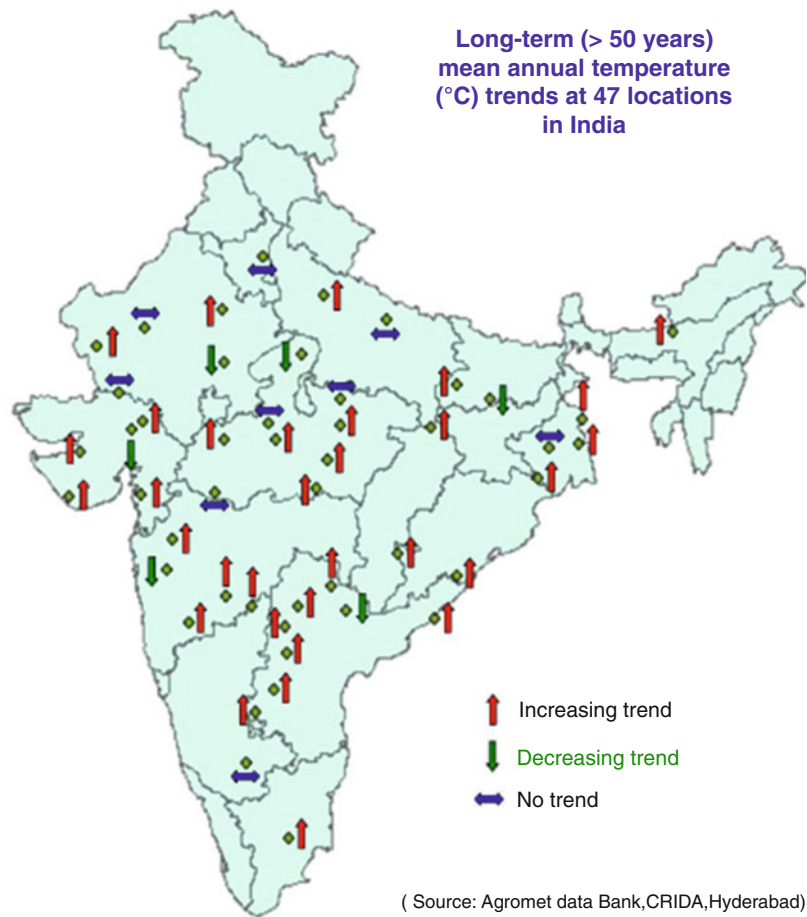 Long-term (> 50 years)
mean annual temperature
(°C) trends at 47 locations
in India
Increasing trend
Decreasing trend
No trend
( Source: Agromet data Bank,CRIDA,Hyderabad)